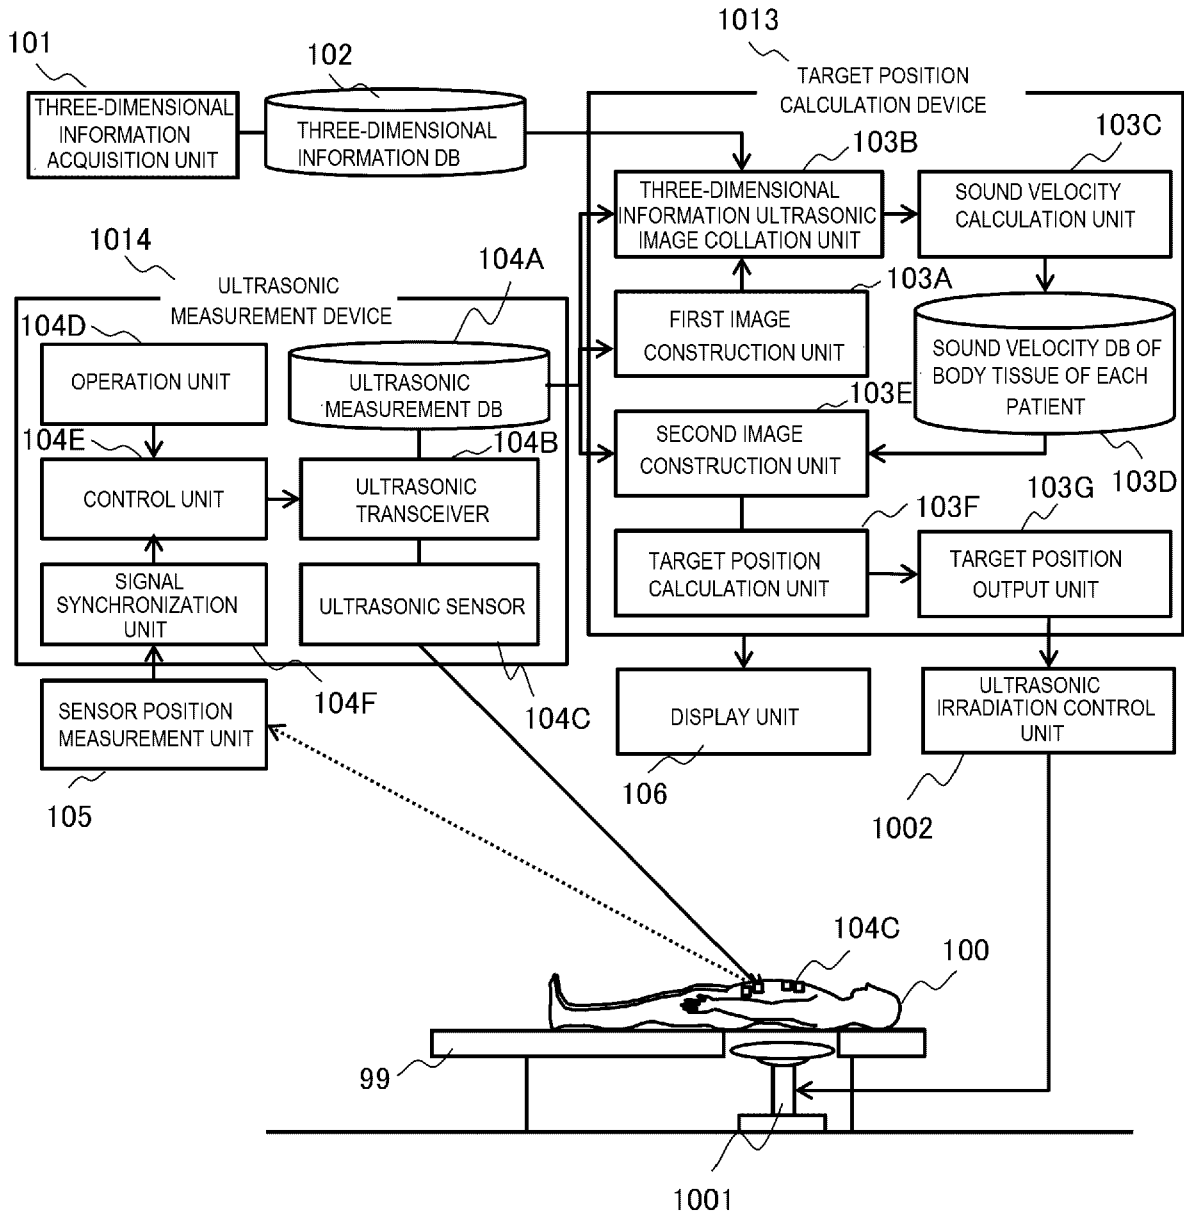 101
THREE-DIMENSIONAL
INFORMATION
ACQUISITION UNIT
102
THREE-DIMENSIONAL
INFORMATION DB
1013
TARGET POSITION
CALCULATION DEVICE
103B
THREE-DIMENSIONAL
INFORMATION ULTRASONIC
IMAGE COLLATION UNIT
103C
SOUND VELOCITY
CALCULATION UNIT
103A
FIRST IMAGE
CONSTRUCTION UNIT
SOUND VELOCITY DB OF
BODY TISSUE OF EACH
PATIENT
103D
103E
SECOND IMAGE
CONSTRUCTION UNIT
103F
TARGET POSITION
CALCULATION UNIT
103G
TARGET POSITION
OUTPUT UNIT
1014
ULTRASONIC
MEASUREMENT DEVICE
104A
ULTRASONIC
MEASUREMENT DB
104D
OPERATION UNIT
104E
CONTROL UNIT
104B
ULTRASONIC
TRANSCEIVER
SIGNAL
SYNCHRONIZATION
UNIT
104F
ULTRASONIC SENSOR
104C
SENSOR POSITION
MEASUREMENT UNIT
105
DISPLAY UNIT
106
ULTRASONIC
IRRADIATION CONTROL
UNIT
1002
104C
100
99
1001